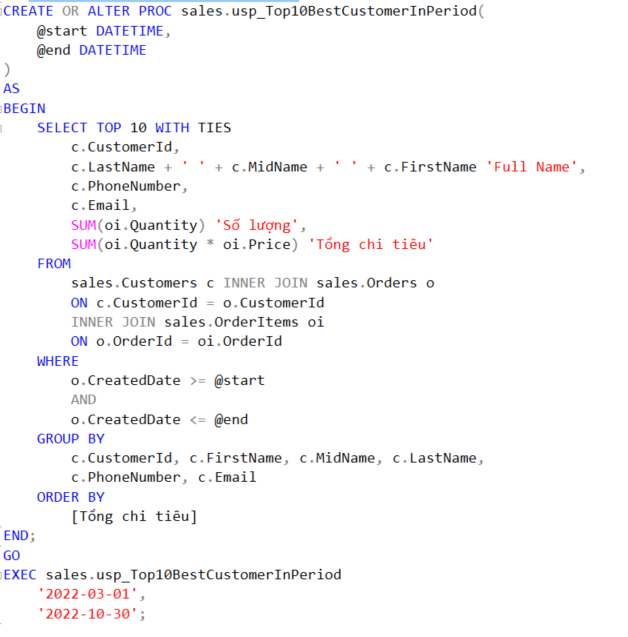 CREATE OR ALTER PROC sales.usp_Top10BestCustomerInPeriod(
    @start DATETIME,
    @end DATETIME
)
AS
BEGIN
    SELECT TOP 10 WITH TIES
        c.CustomerId,
        c.LastName + ' ' + c.MidName + ' ' + c.FirstName 'Full Name',
        c.PhoneNumber,
        c.Email,
        SUM(oi.Quantity) 'Số lượng',
        SUM(oi.Quantity * oi.Price) 'Tổng chi tiêu'
    FROM
        sales.Customers c INNER JOIN sales.Orders o
        ON c.CustomerId = o.CustomerId
        INNER JOIN sales.OrderItems oi
        ON o.OrderId = oi.OrderId
    WHERE
        o.CreatedDate >= @start
        AND
        o.CreatedDate <= @end
    GROUP BY
        c.CustomerId, c.FirstName, c.MidName, c.LastName,
        c.PhoneNumber, c.Email
    ORDER BY
        [Tổng chi tiêu]
END;
GO
EXEC sales.usp_Top10BestCustomerInPeriod
    '2022-03-01',
    '2022-10-30';